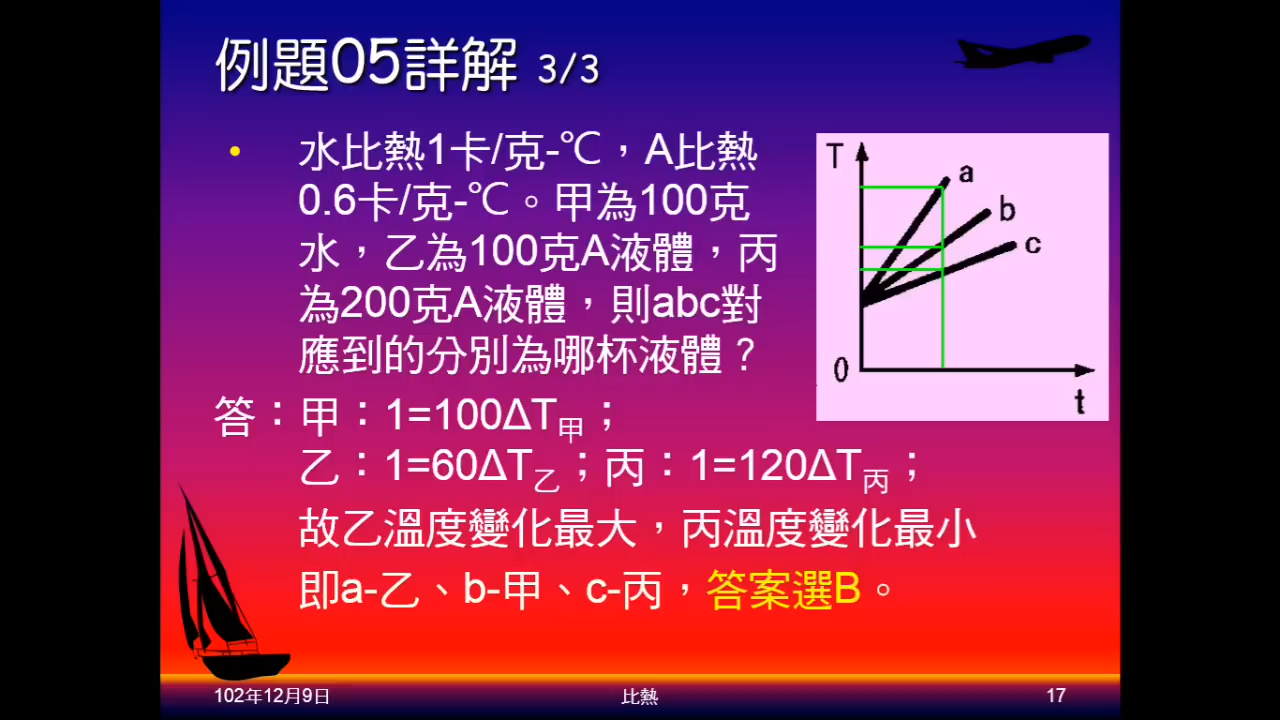 例題05詳解 3/3
• 水比熱1卡/克-℃，A比熱
0.6卡/克-℃。甲為100克
水，乙為100克A液體，丙
為200克A液體，則abc對
應到的分別為哪杯液體？
答：甲：1=100ΔT甲；
乙：1=60ΔT乙；丙：1=120ΔT丙；
故乙溫度變化最大，丙溫度變化最小
即a-乙、b-甲、c-丙，答案選B。
T
a
b
c
0
t
102年12月9日
比熱
17